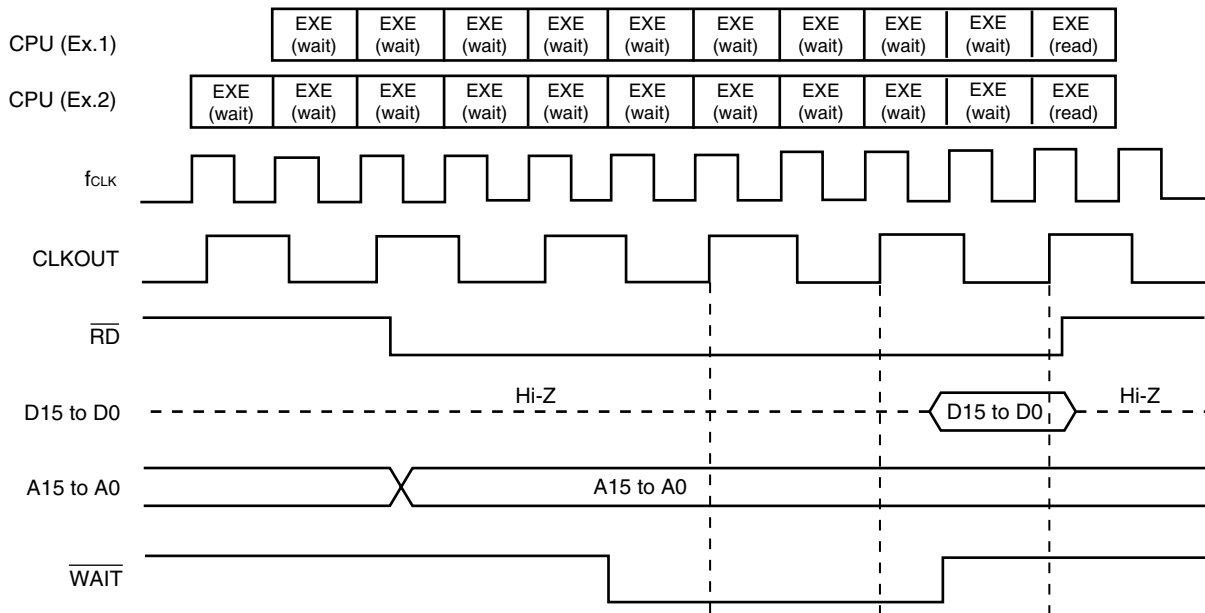 CPU (Ex.1) EXE (wait) EXE (wait) EXE (wait) EXE (wait) EXE (wait) EXE (wait) EXE (wait) EXE (wait) EXE (wait) EXE (read)
CPU (Ex.2) EXE (wait) EXE (wait) EXE (wait) EXE (wait) EXE (wait) EXE (wait) EXE (wait) EXE (wait) EXE (wait) EXE (wait) EXE (read)
fCLK
CLKOUT
RD
D15 to D0 Hi-Z D15 to D0 Hi-Z
A15 to A0 A15 to A0
WAIT